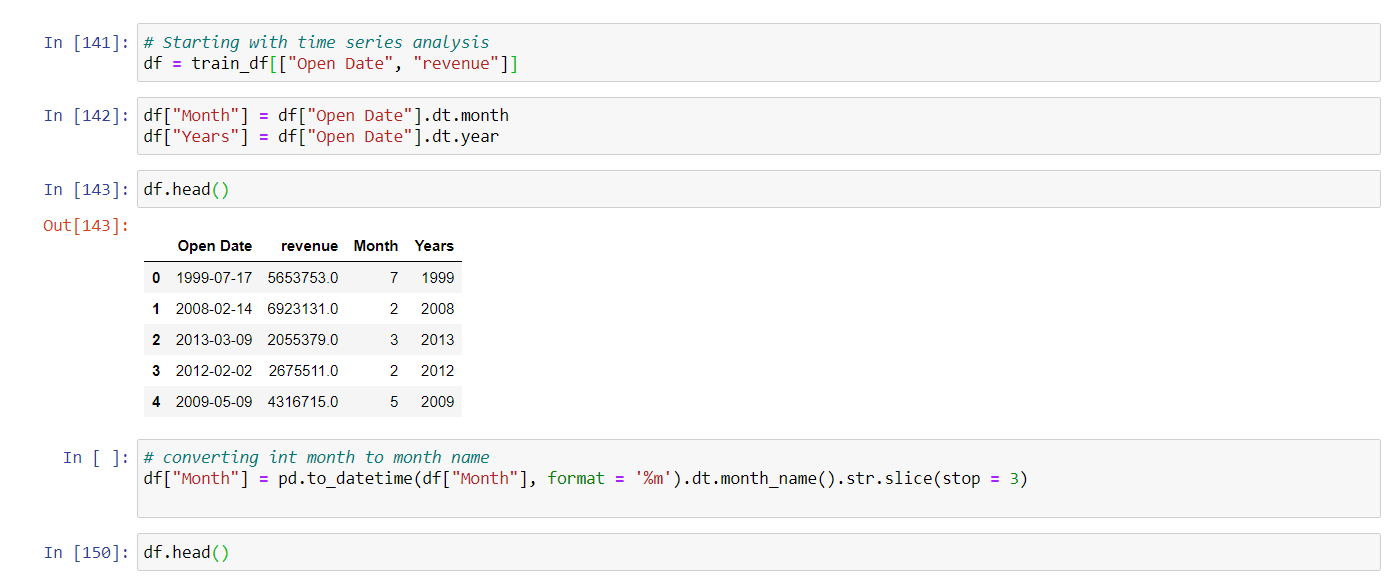 In [141]: # Starting with time series analysis
df = train_df[["Open Date", "revenue"]]
In [142]: df["Month"] = df["Open Date"].dt.month
df["Years"] = df["Open Date"].dt.year
In [143]: df.head()
Out[143]:
Open Date revenue Month Years
0 1999-07-17 5653753.0 7 1999
1 2008-02-14 6923131.0 2 2008
2 2013-03-09 2055379.0 3 2013
3 2012-02-02 2675511.0 2 2012
4 2009-05-09 4316715.0 5 2009
In [ ]: # converting int month to month name
df["Month"] = pd.to_datetime(df["Month"], format = '%m').dt.month_name().str.slice(stop = 3)
In [150]: df.head()